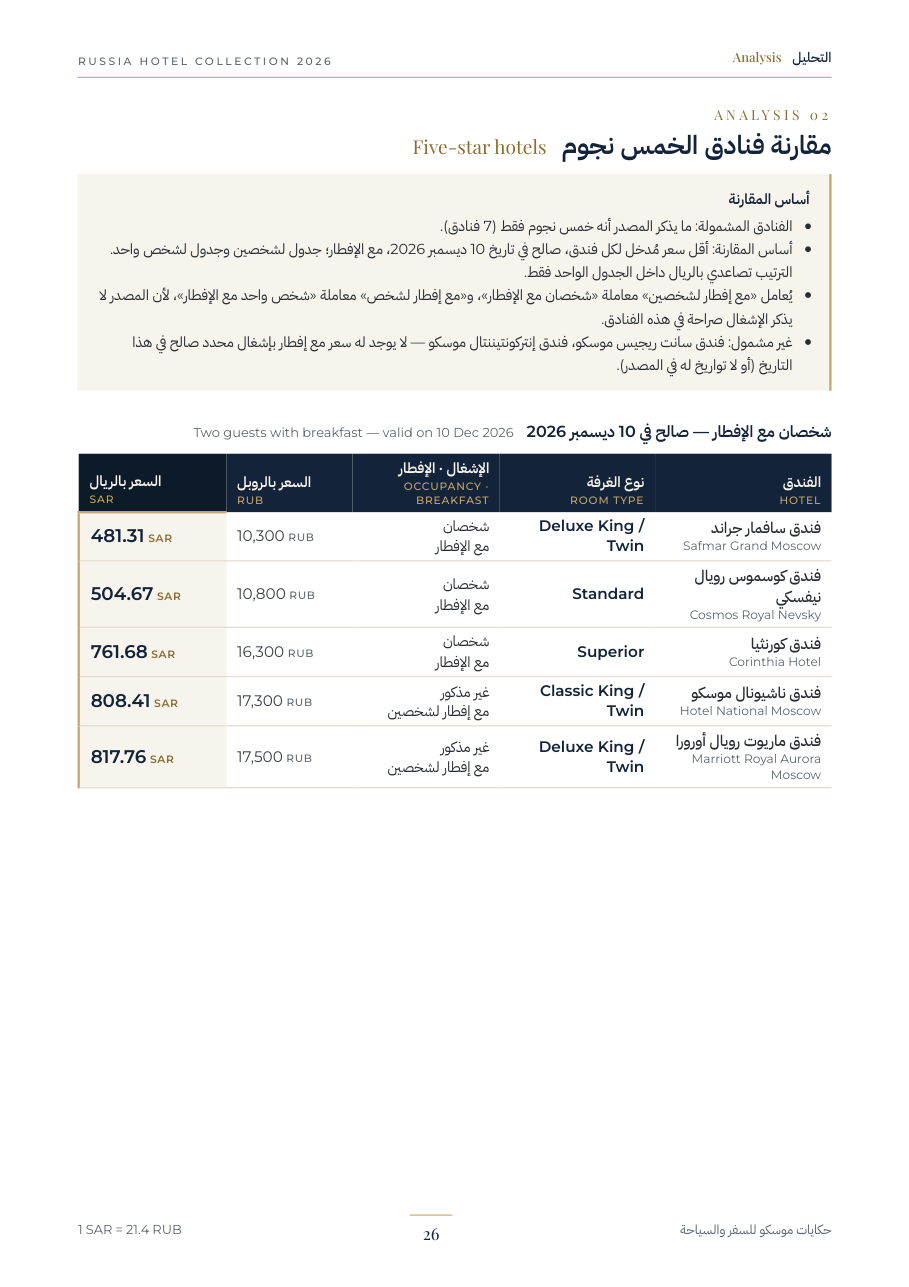 التحليل Analysis
RUSSIA HOTEL COLLECTION 2026
ANALYSIS 02
مقارنة فنادق الخمس نجوم Five-star hotels
أساس المقارنة
• الفنادق المشمولة: ما يذكر المصدر أنه خمس نجوم فقط (7 فنادق).
• أساس المقارنة: أقل سعر مُدخل لكل فندق، صالح في تاريخ 10 ديسمبر 2026، مع الإفطار؛ جدول لشخصين وجدول لشخص واحد.
الترتيب تصاعدي بالريال داخل الجدول الواحد فقط.
• يُعامل «مع إفطار لشخصين» معاملة «شخصان مع الإفطار»، و«مع إفطار لشخص» معاملة «شخص واحد مع الإفطار»، لأن المصدر لا
يذكر الإشغال صراحة في هذه الفنادق.
• غير مشمول: فندق سانت ريجيس موسكو، فندق إنتركونتيننتال موسكو — لا يوجد له سعر مع إفطار بإشغال محدد صالح في هذا
التاريخ (أو لا تواريخ له في المصدر).
شخصان مع الإفطار — صالح في 10 ديسمبر 2026 Two guests with breakfast — valid on 10 Dec 2026
الفندق
HOTEL
نوع الغرفة
ROOM TYPE
الإشغال · الإفطار
OCCUPANCY ·
BREAKFAST
السعر بالروبل
RUB
السعر بالريال
SAR
فندق سافمار جراند
Safmar Grand Moscow
Deluxe King /
Twin
شخصان
مع الإفطار
10,300 RUB
481.31 SAR
فندق كوسموس رويال
نيفسكي
Cosmos Royal Nevsky
Standard
شخصان
مع الإفطار
10,800 RUB
504.67 SAR
فندق كورنثيا
Corinthia Hotel
Superior
شخصان
مع الإفطار
16,300 RUB
761.68 SAR
فندق ناشيونال موسكو
Hotel National Moscow
Classic King /
Twin
غير مذكور
مع إفطار لشخصين
17,300 RUB
808.41 SAR
فندق ماريوت رويال أورورا
Marriott Royal Aurora
Moscow
Deluxe King /
Twin
غير مذكور
مع إفطار لشخصين
17,500 RUB
817.76 SAR
حكايات موسكو للسفر والسياحة
26
1 SAR = 21.4 RUB